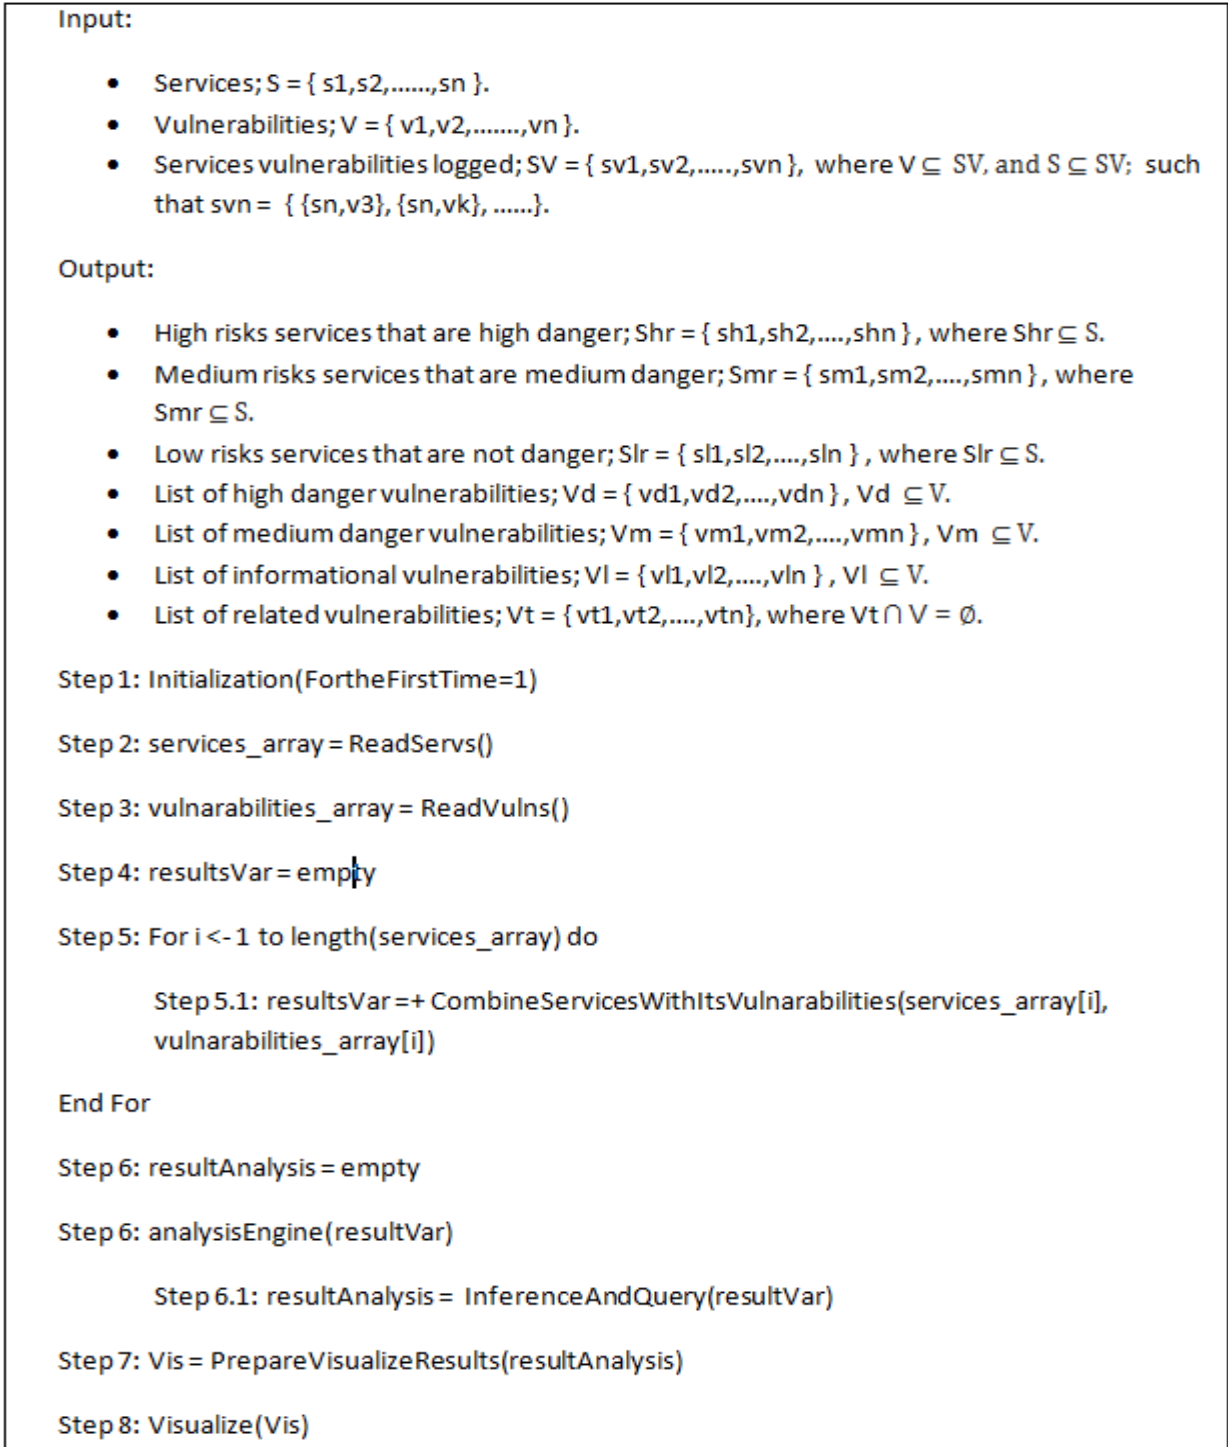 Input:
• Services; S = { s1,s2,......,sn }.
• Vulnerabilities; V = { v1,v2,.......,vn }.
• Services vulnerabilities logged; SV = { sv1,sv2,.....,svn }, where V ⊆ SV, and S ⊆ SV; such
that svn = { {sn,v3}, {sn,vk}, ......}.
Output:
• High risks services that are high danger; Shr = { sh1,sh2,....,shn } , where Shr ⊆ S.
• Medium risks services that are medium danger; Smr = { sm1,sm2,....,smn } , where
Smr ⊆ S.
• Low risks services that are not danger; Slr = { sl1,sl2,....,sln } , where Slr ⊆ S.
• List of high danger vulnerabilities; Vd = { vd1,vd2,....,vdn } , Vd ⊆ V.
• List of medium danger vulnerabilities; Vm = { vm1,vm2,....,vmn } , Vm ⊆ V.
• List of informational vulnerabilities; Vl = { vl1,vl2,....,vln } , Vl ⊆ V.
• List of related vulnerabilities; Vt = { vt1,vt2,....,vtn}, where Vt ∩ V = ∅.
Step 1: Initialization(FortheFirstTime=1)
Step 2: services_array = ReadServs()
Step 3: vulnarabilities_array = ReadVulns()
Step 4: resultsVar = empty
Step 5: For i <- 1 to length(services_array) do
Step 5.1: resultsVar =+ CombineServicesWithItsVulnarabilities(services_array[i],
vulnarabilities_array[i])
End For
Step 6: resultAnalysis = empty
Step 6: analysisEngine(resultVar)
Step 6.1: resultAnalysis = InferenceAndQuery(resultVar)
Step 7: Vis = PrepareVisualizeResults(resultAnalysis)
Step 8: Visualize(Vis)